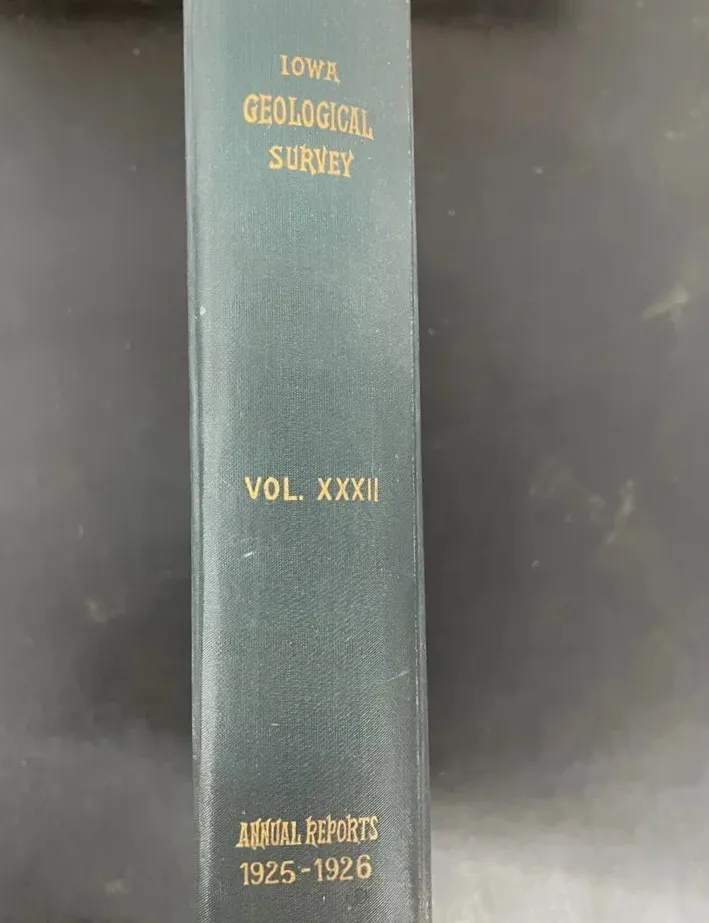 IOWA
GEOLOGICAL
SURVEY
VOL. XXXII
ANNUAL REPORTS
1925-1926